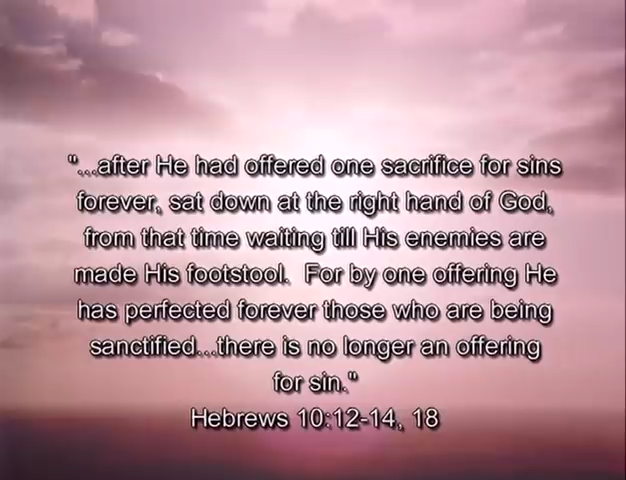 "...after He had offered one sacrifice for sins
forever, sat down at the right hand of God,
from that time waiting till His enemies are
made His footstool.  For by one offering He
has perfected forever those who are being
sanctified...there is no longer an offering
for sin."
Hebrews 10:12-14, 18